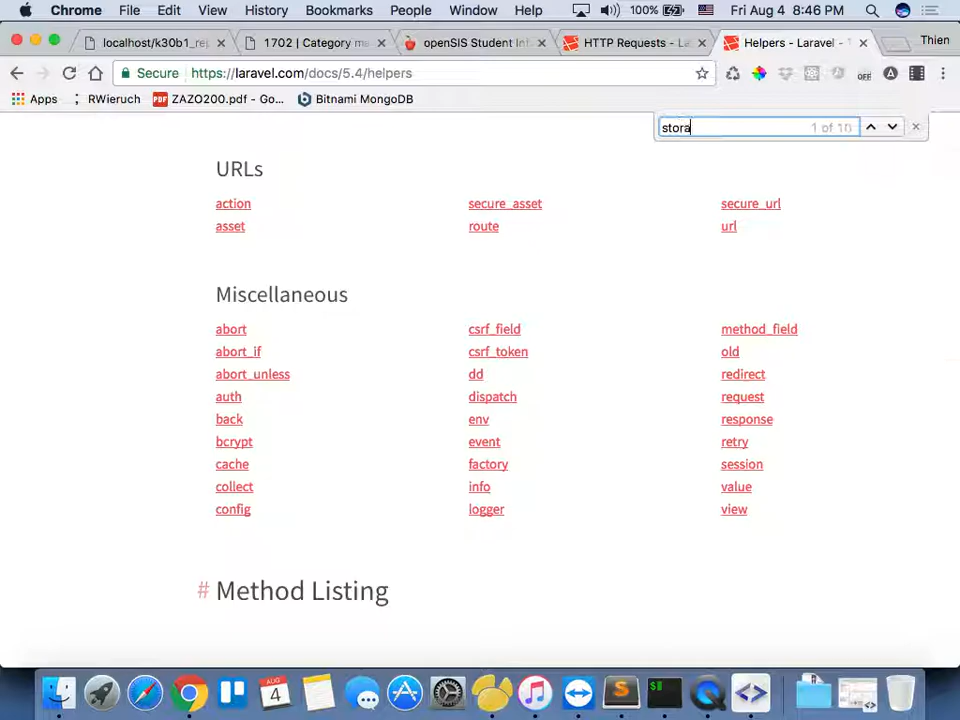 Chrome File Edit View History Bookmarks People Window Help 100% Fri Aug 4 8:46 PM
localhost/k30b1_re 1702 | Category m openSIS Student Inf HTTP Requests - La Helpers - Laravel - Thien
Secure https://laravel.com/docs/5.4/helpers OFF
Apps RWieruch PDF ZAZO200.pdf - Go... Bitnami MongoDB
stora 1 of 10
URLs
action secure_asset secure_url
asset route url
Miscellaneous
abort csrf_field method_field
abort_if csrf_token old
abort_unless dd redirect
auth dispatch request
back env response
bcrypt event retry
cache factory session
collect info value
config logger view
# Method Listing
AUG
4